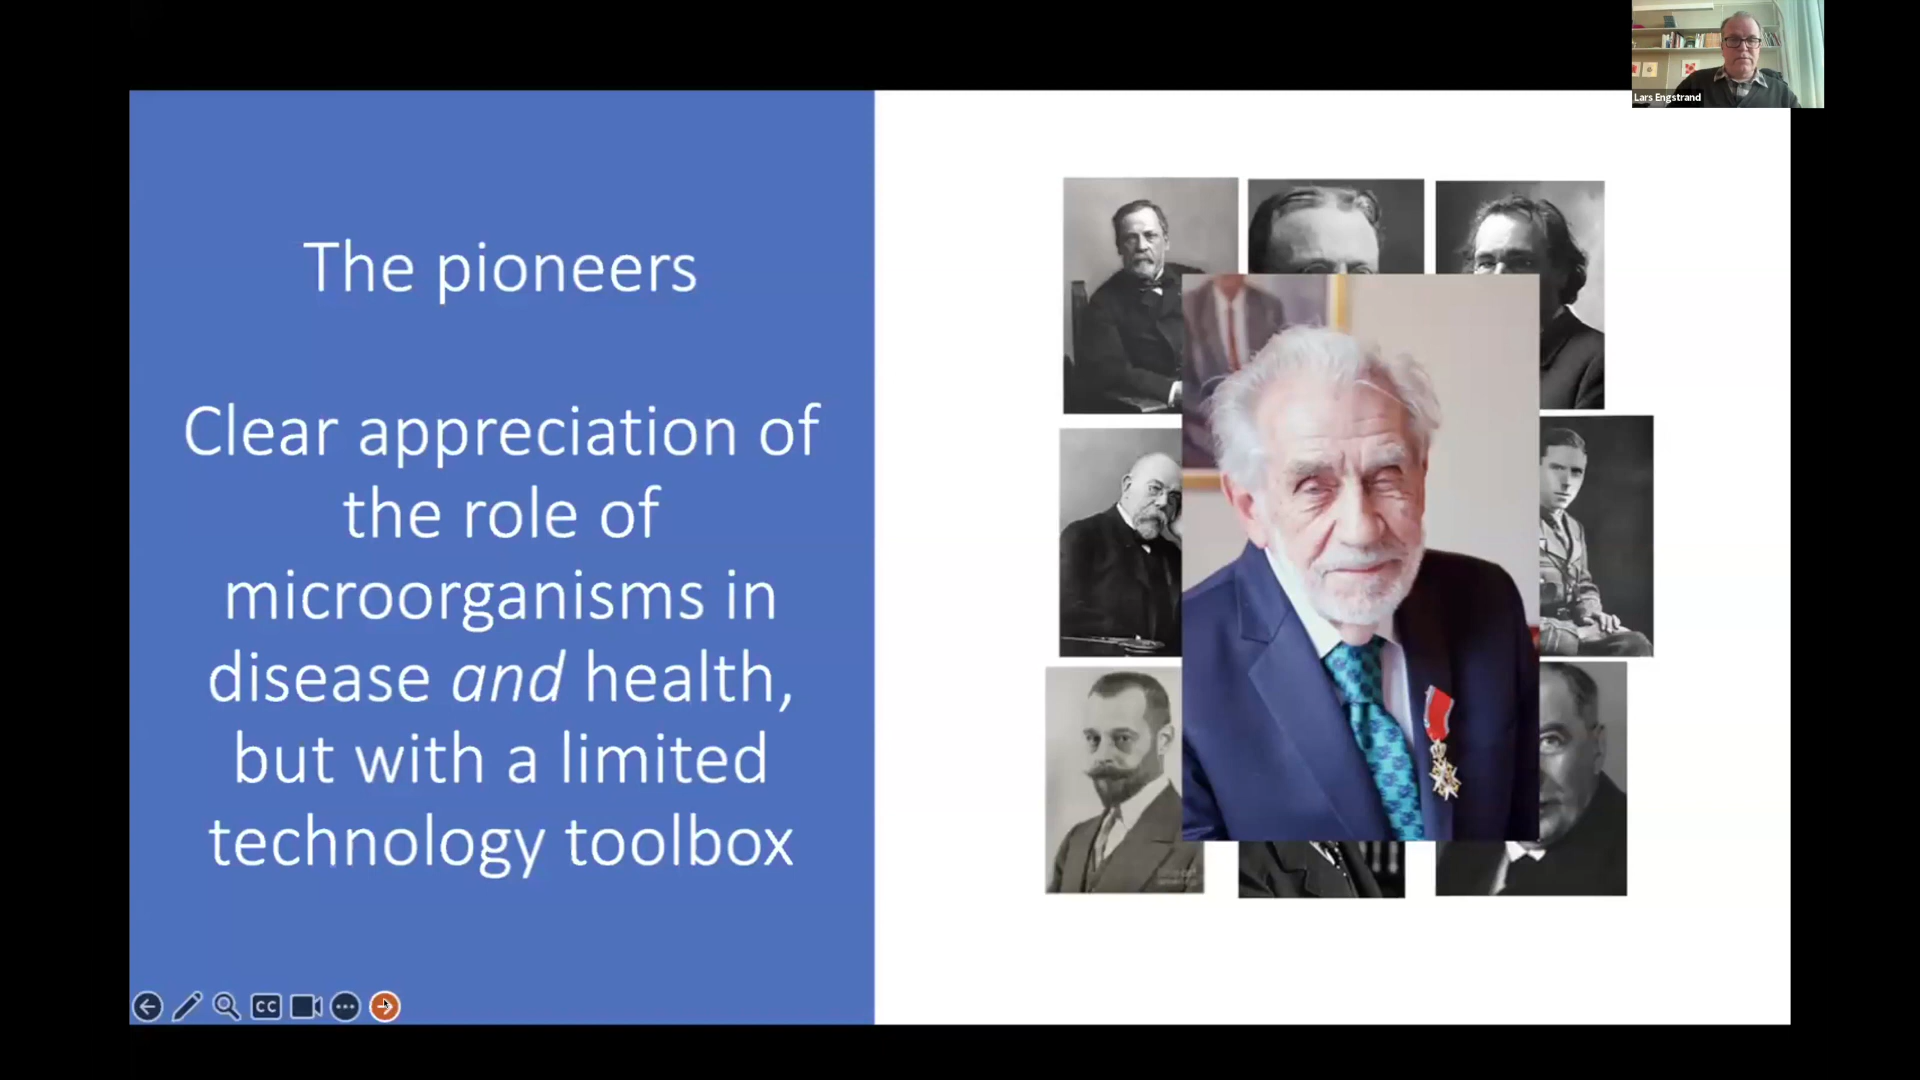 Lars Engstrand
The pioneers
Clear appreciation of
the role of
microorganisms in
disease and health,
but with a limited
technology toolbox
CC